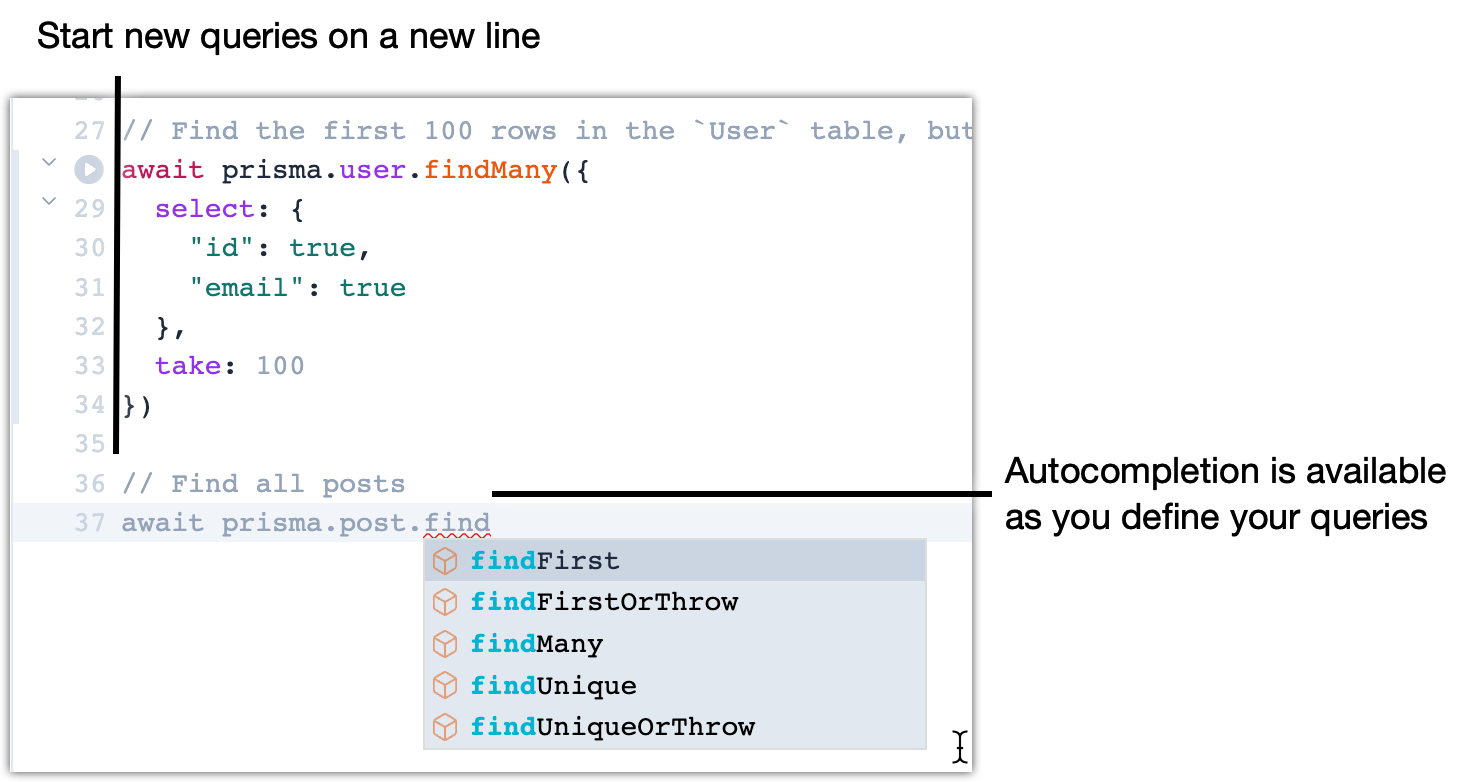 Start new queries on a new line
27 // Find the first 100 rows in the `User` table, but
await prisma.user.findMany({
29 select: {
30 "id": true,
31 "email": true
32 },
33 take: 100
34 })
35
36 // Find all posts
37 await prisma.post.find
Autocompletion is available
as you define your queries
findFirst
findFirstOrThrow
findMany
findUnique
findUniqueOrThrow